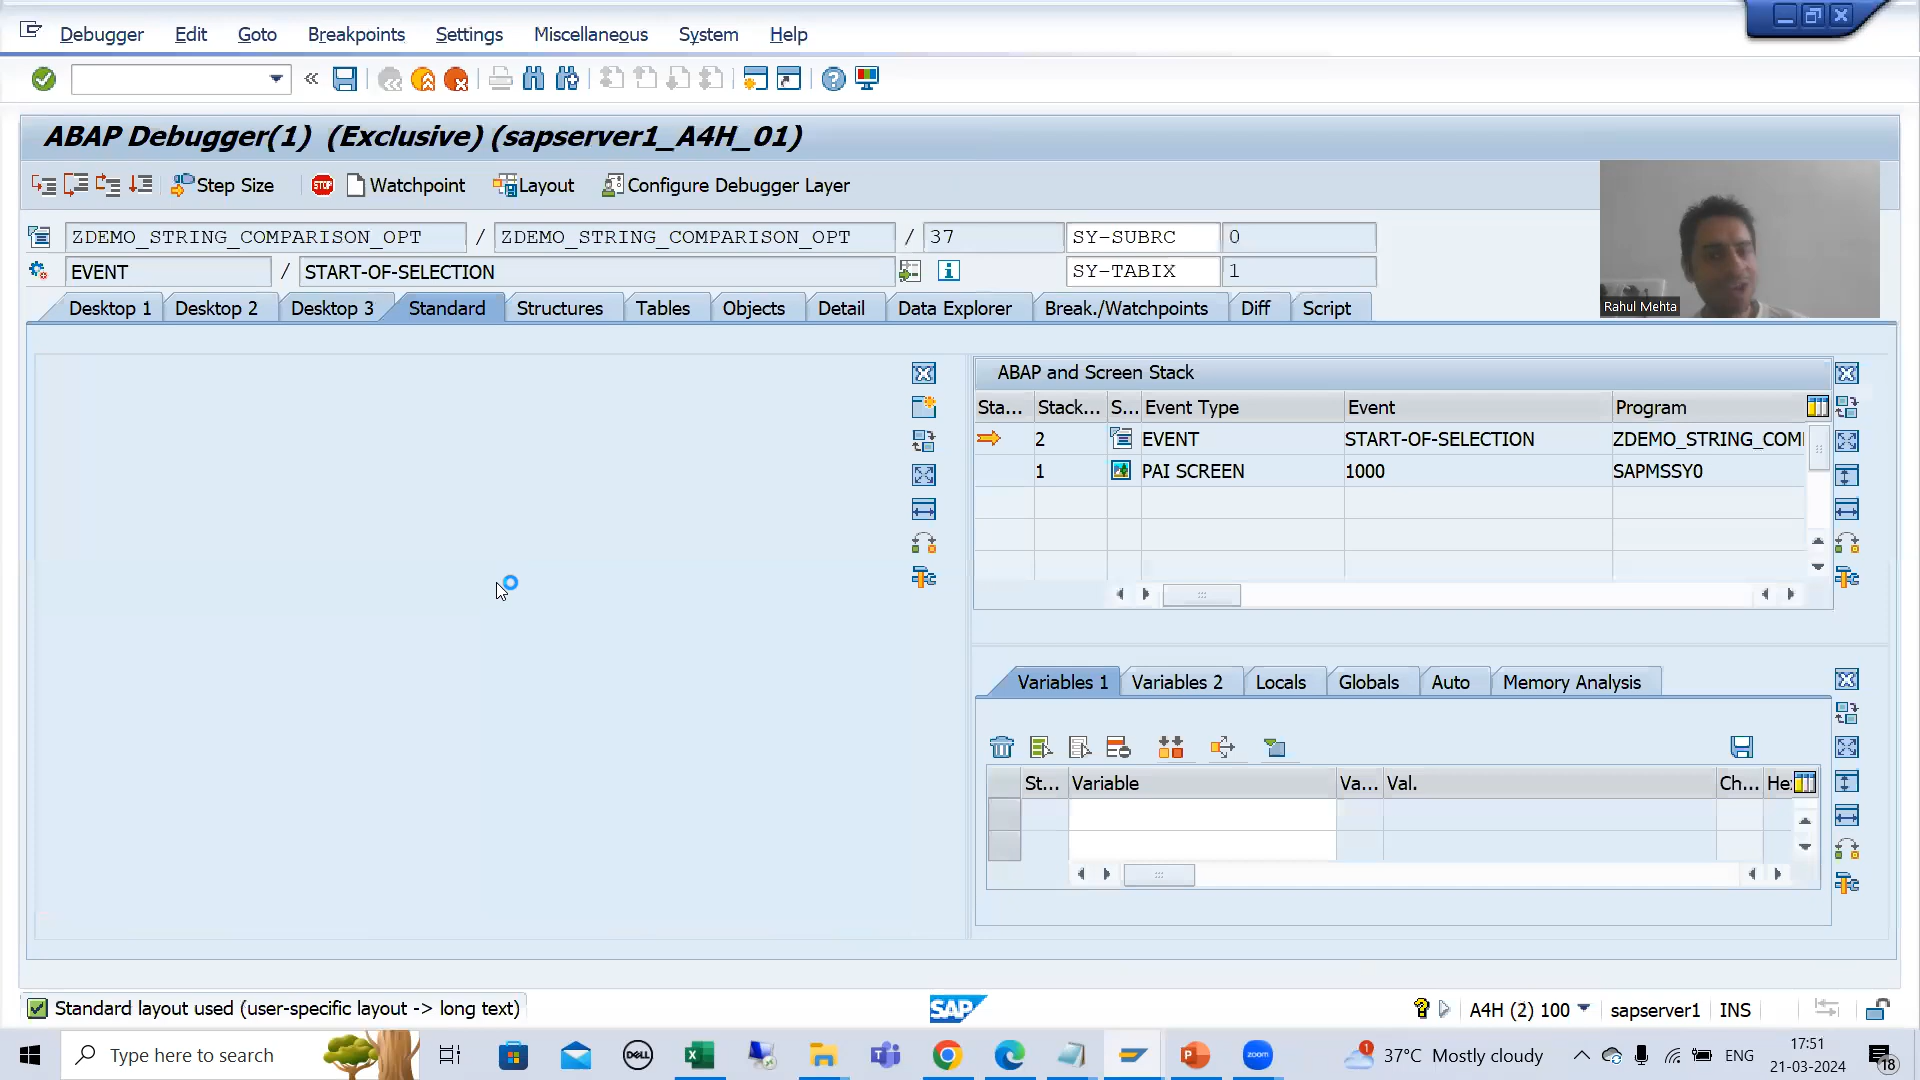 Debugger Edit Goto Breakpoints Settings Miscellaneous System Help
ABAP Debugger(1) (Exclusive) (sapserver1_A4H_01)
Step Size STOP Watchpoint Layout Configure Debugger Layer
ZDEMO_STRING_COMPARISON_OPT / ZDEMO_STRING_COMPARISON_OPT / 37 SY-SUBRC 0
EVENT / START-OF-SELECTION SY-TABIX 1
Rahul Mehta
Desktop 1 Desktop 2 Desktop 3 Standard Structures Tables Objects Detail Data Explorer Break./Watchpoints Diff Script
ABAP and Screen Stack
Sta... Stack... S... Event Type Event Program
2 EVENT START-OF-SELECTION ZDEMO_STRING_COM
1 PAI SCREEN 1000 SAPMSSY0
Variables 1 Variables 2 Locals Globals Auto Memory Analysis
St... Variable Va... Val. Ch... He
Standard layout used (user-specific layout -> long text)
SAP
A4H (2) 100 sapserver1 INS
Type here to search
DELL
zoom
1
37°C Mostly cloudy
ENG
17:51
21-03-2024
18